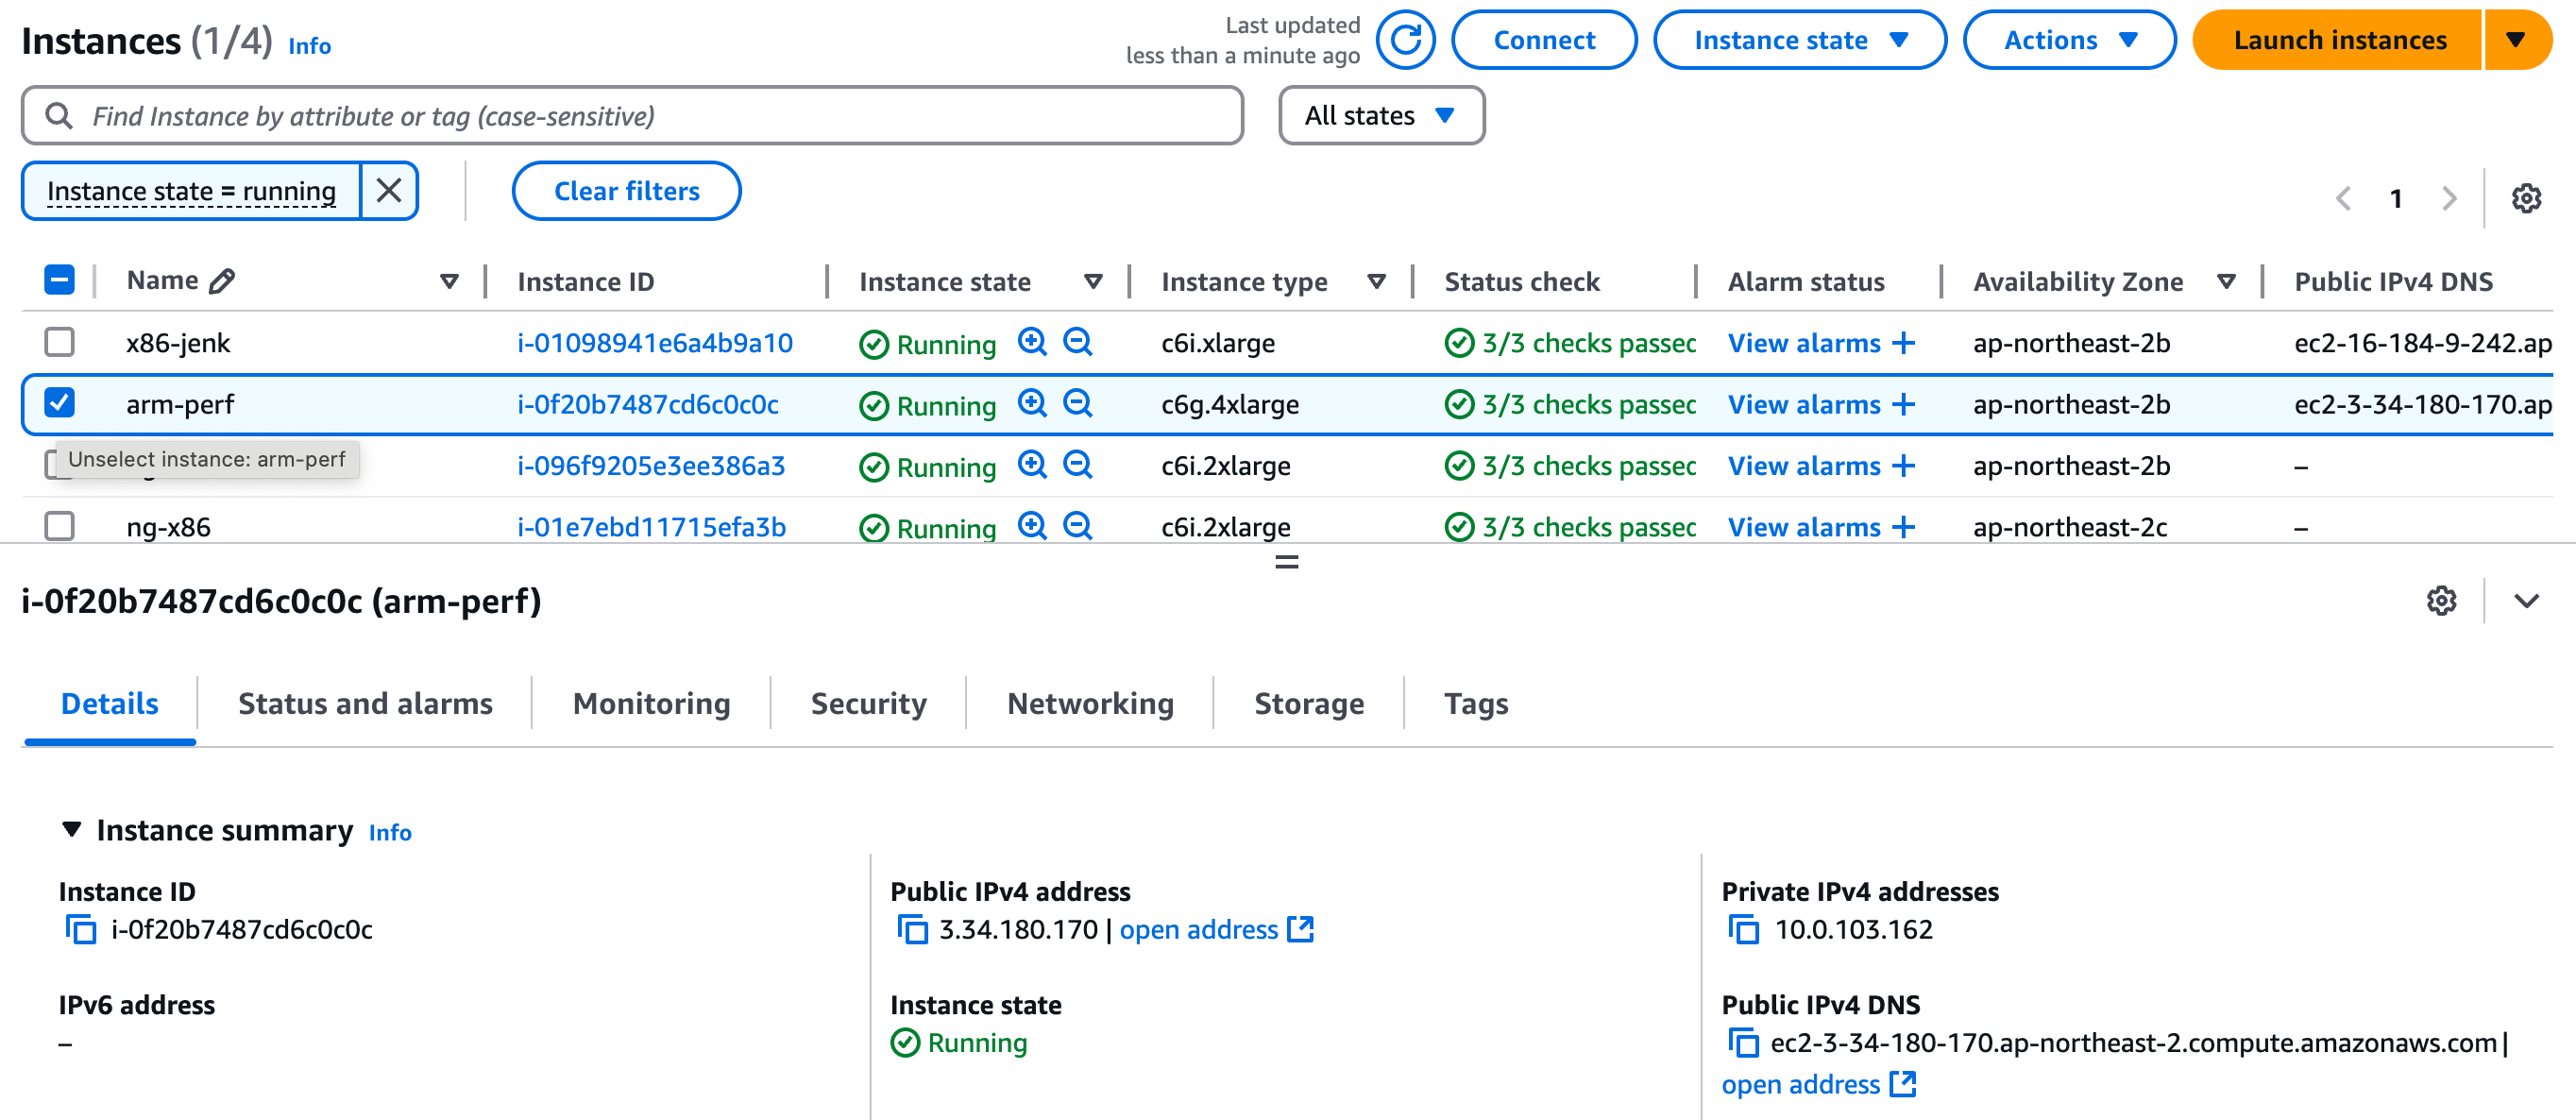 Instances (1/4) Info
Last updated
less than a minute ago
Connect
Instance state
Actions
Launch instances
Find Instance by attribute or tag (case-sensitive)
All states
Instance state = running
Clear filters
1
Name Instance ID Instance state Instance type Status check Alarm status Availability Zone Public IPv4 DNS
x86-jenk i-01098941e6a4b9a10 Running c6i.xlarge 3/3 checks passec View alarms + ap-northeast-2b ec2-16-184-9-242.ap
arm-perf i-0f20b7487cd6c0c0c Running c6g.4xlarge 3/3 checks passec View alarms + ap-northeast-2b ec2-3-34-180-170.ap
Unselect instance: arm-perf
i-096f9205e3ee386a3 Running c6i.2xlarge 3/3 checks passec View alarms + ap-northeast-2b –
ng-x86 i-01e7ebd11715efa3b Running c6i.2xlarge 3/3 checks passec View alarms + ap-northeast-2c –
i-0f20b7487cd6c0c0c (arm-perf)
Details
Status and alarms
Monitoring
Security
Networking
Storage
Tags
Instance summary Info
Instance ID
i-0f20b7487cd6c0c0c
Public IPv4 address
3.34.180.170 | open address
Private IPv4 addresses
10.0.103.162
IPv6 address
–
Instance state
Running
Public IPv4 DNS
ec2-3-34-180-170.ap-northeast-2.compute.amazonaws.com |
open address